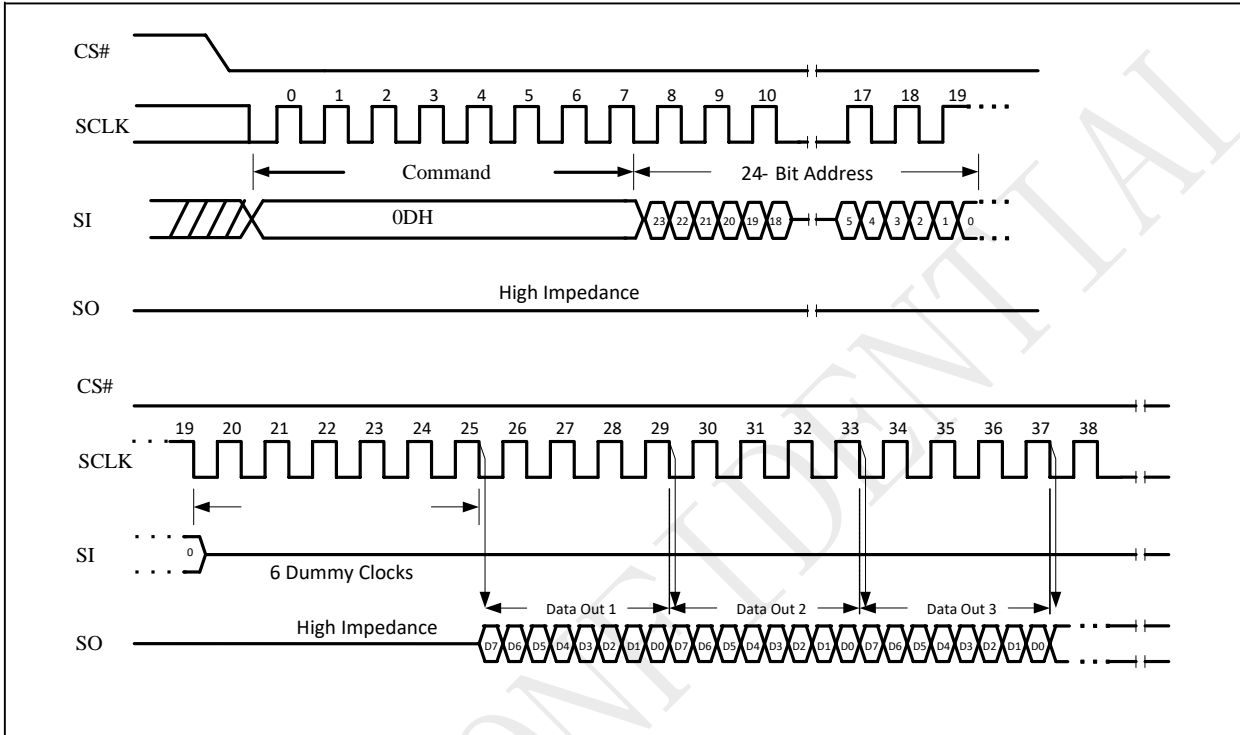 CS#
0 1 2 3 4 5 6 7 8 9 10 17 18 19
SCLK
Command 24- Bit Address
SI 0DH 23 22 21 20 19 18 5 4 3 2 1 0
High Impedance
SO
CS#
19 20 21 22 23 24 25 26 27 28 29 30 31 32 33 34 35 36 37 38
SCLK
SI 0
6 Dummy Clocks
Data Out 1 Data Out 2 Data Out 3
High Impedance
SO D7 D6 D5 D4 D3 D2 D1 D0 D7 D6 D5 D4 D3 D2 D1 D0 D7 D6 D5 D4 D3 D2 D1 D0
CONFIDENTIAL